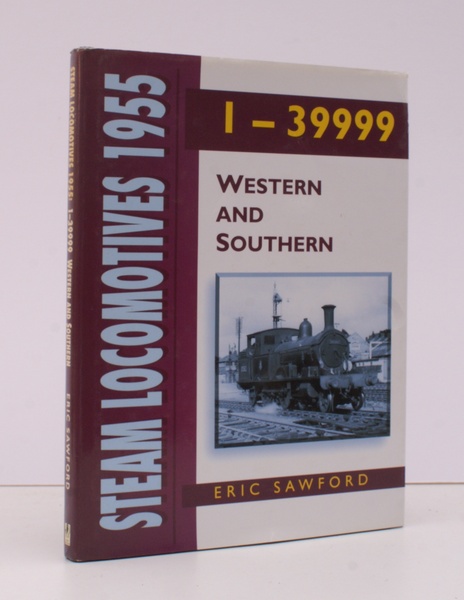 STEAM LOCOMOTIVES 1955: 1–39999 WESTERN AND SOUTHERN ERIC SAWFORD
STEAM LOCOMOTIVES 1955
1 – 39999
WESTERN
AND
SOUTHERN
ERIC SAWFORD